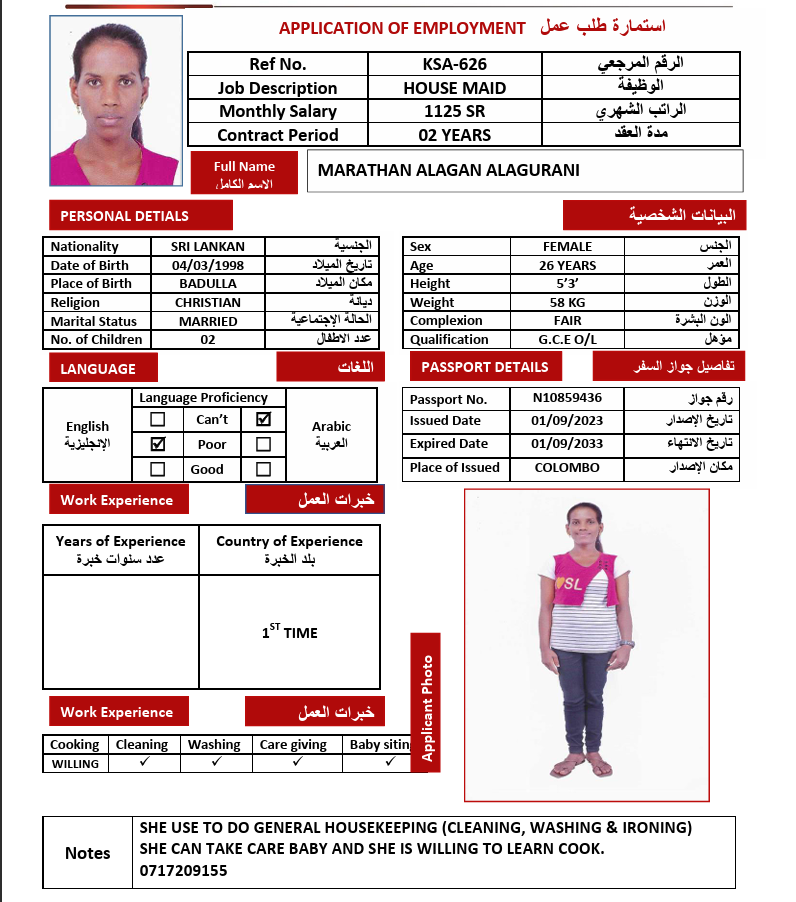 APPLICATION OF EMPLOYMENT استمارة طلب عمل
Ref No. KSA-626 الرقم المرجعي
Job Description HOUSE MAID الوظيفة
Monthly Salary 1125 SR الراتب الشهري
Contract Period 02 YEARS مدة العقد
Full Name
الاسم الكامل
MARATHAN ALAGAN ALAGURANI
PERSONAL DETIALS البيانات الشخصية
Nationality SRI LANKAN الجنسية
Date of Birth 04/03/1998 تاريخ الميلاد
Place of Birth BADULLA مكان الميلاد
Religion CHRISTIAN ديانة
Marital Status MARRIED الحالة الإجتماعية
No. of Children 02 عدد الاطفال
Sex FEMALE الجنس
Age 26 YEARS العمر
Height 5’3’ الطول
Weight 58 KG الوزن
Complexion FAIR الون البشرة
Qualification G.C.E O/L مؤهل
LANGUAGE اللغات
Language Proficiency
English
الإنجليزية
☐ Can’t ☑
☑ Poor ☐
☐ Good ☐
Arabic
العربية
PASSPORT DETAILS تفاصيل جواز السفر
Passport No. N10859436 رقم جواز
Issued Date 01/09/2023 تاريخ الإصدار
Expired Date 01/09/2033 تاريخ الانتهاء
Place of Issued COLOMBO مكان الإصدار
Work Experience خبرات العمل
Years of Experience Country of Experience
عدد سنوات خبرة بلد الخبرة
1ST TIME
Work Experience خبرات العمل
Cooking Cleaning Washing Care giving Baby sitin
WILLING ✓ ✓ ✓ ✓
Applicant Photo
SL
Notes
SHE USE TO DO GENERAL HOUSEKEEPING (CLEANING, WASHING & IRONING)
SHE CAN TAKE CARE BABY AND SHE IS WILLING TO LEARN COOK.
0717209155